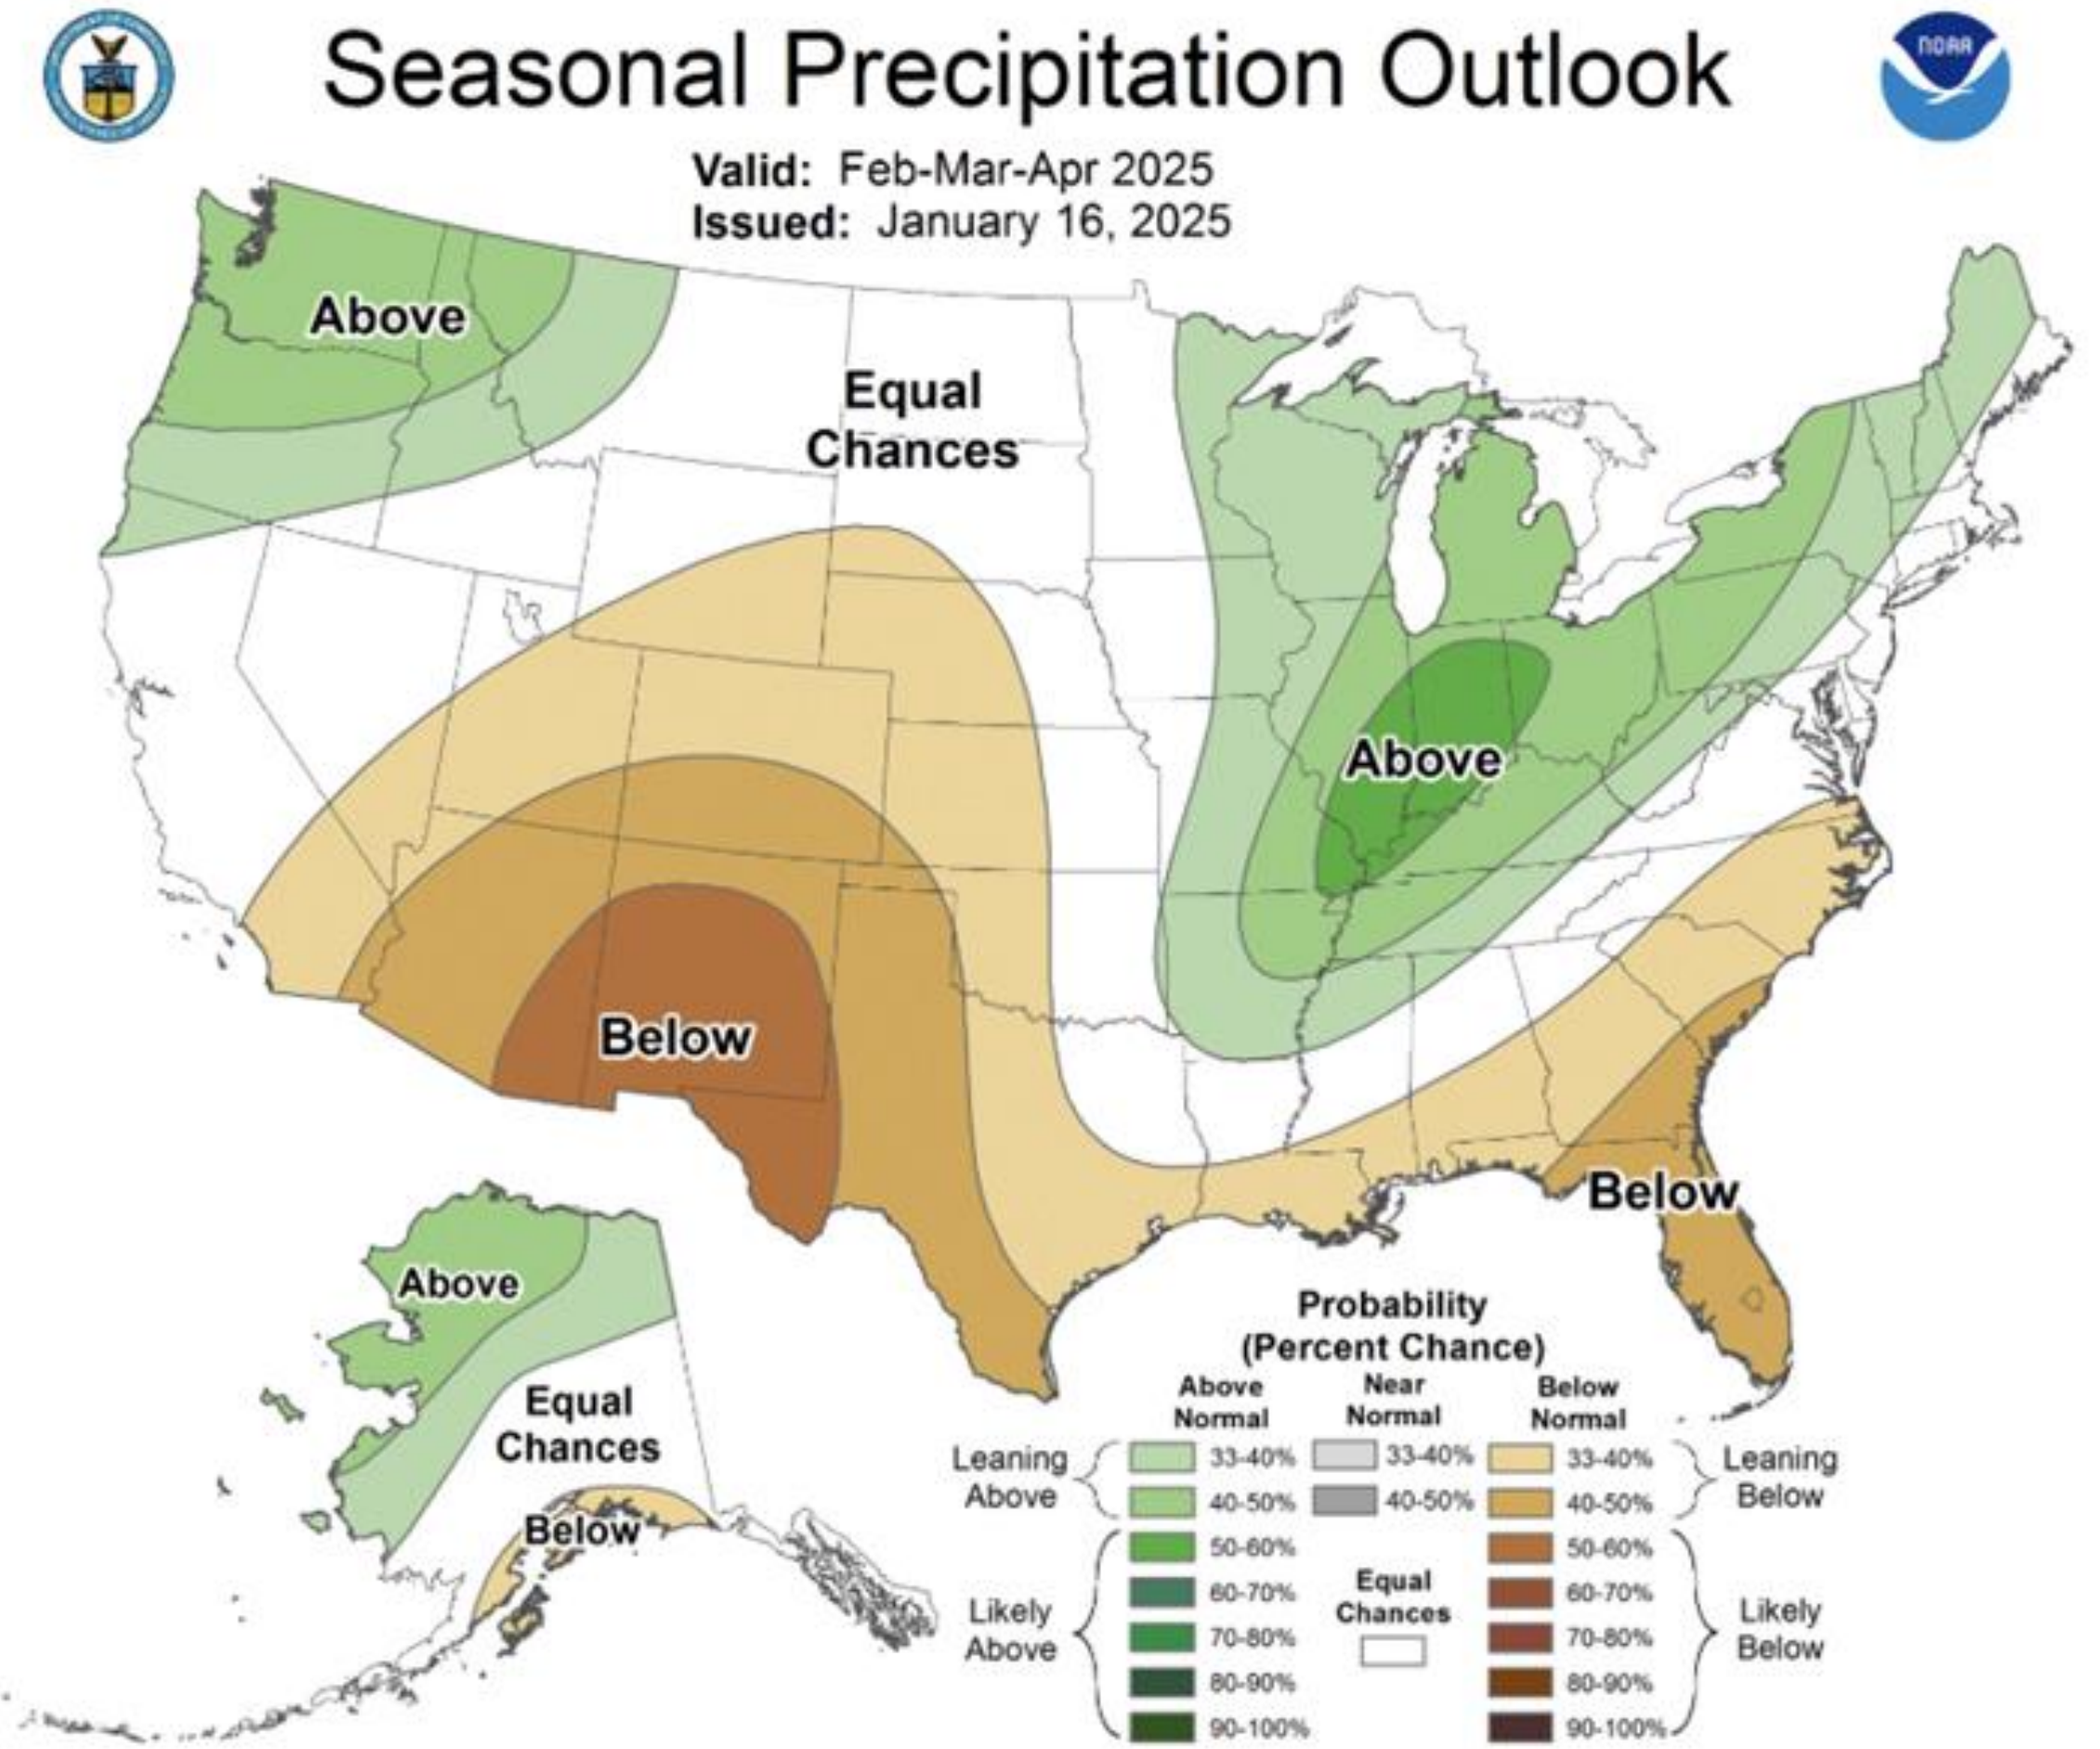 Seasonal Precipitation Outlook
NOAA
Valid: Feb-Mar-Apr 2025
Issued: January 16, 2025
Above
Equal
Chances
Above
Below
Below
Above
Equal
Chances
Below
Probability
(Percent Chance)
Above
Normal
Near
Normal
Below
Normal
Leaning
Above
33-40%
33-40%
33-40%
Leaning
Below
40-50%
40-50%
40-50%
50-60%
50-60%
Equal
Chances
60-70%
60-70%
Likely
Above
Likely
Below
70-80%
70-80%
80-90%
80-90%
90-100%
90-100%